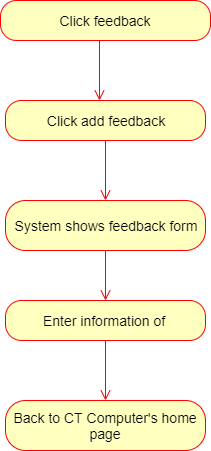 Click feedback
Click add feedback
System shows feedback form
Enter information of
Back to CT Computer's home
page